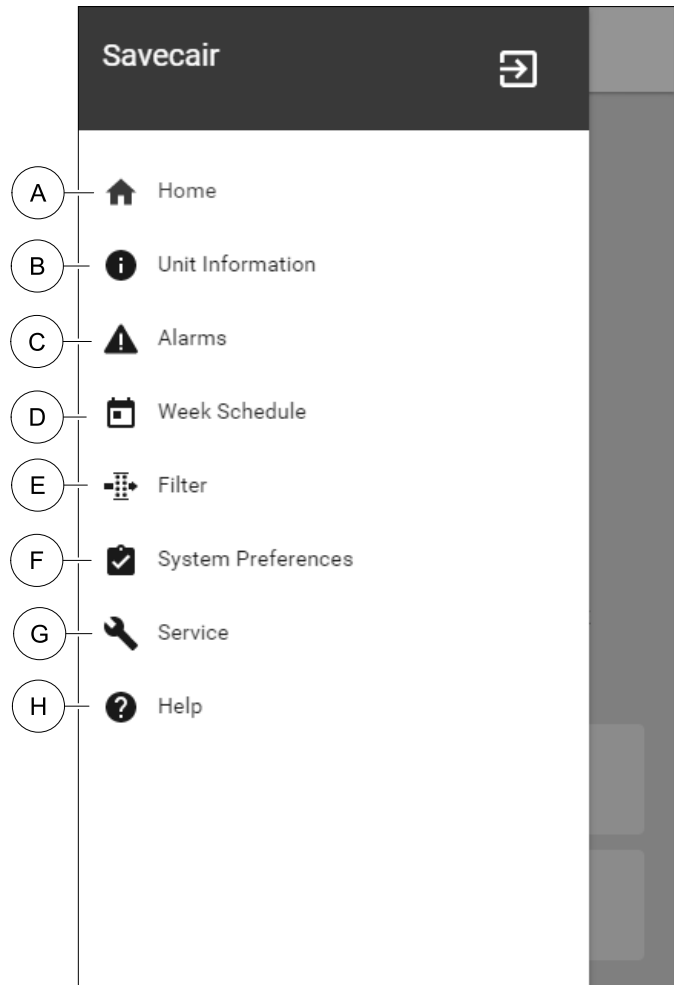 Savecair
A Home
B Unit Information
C Alarms
D Week Schedule
E Filter
F System Preferences
G Service
H Help